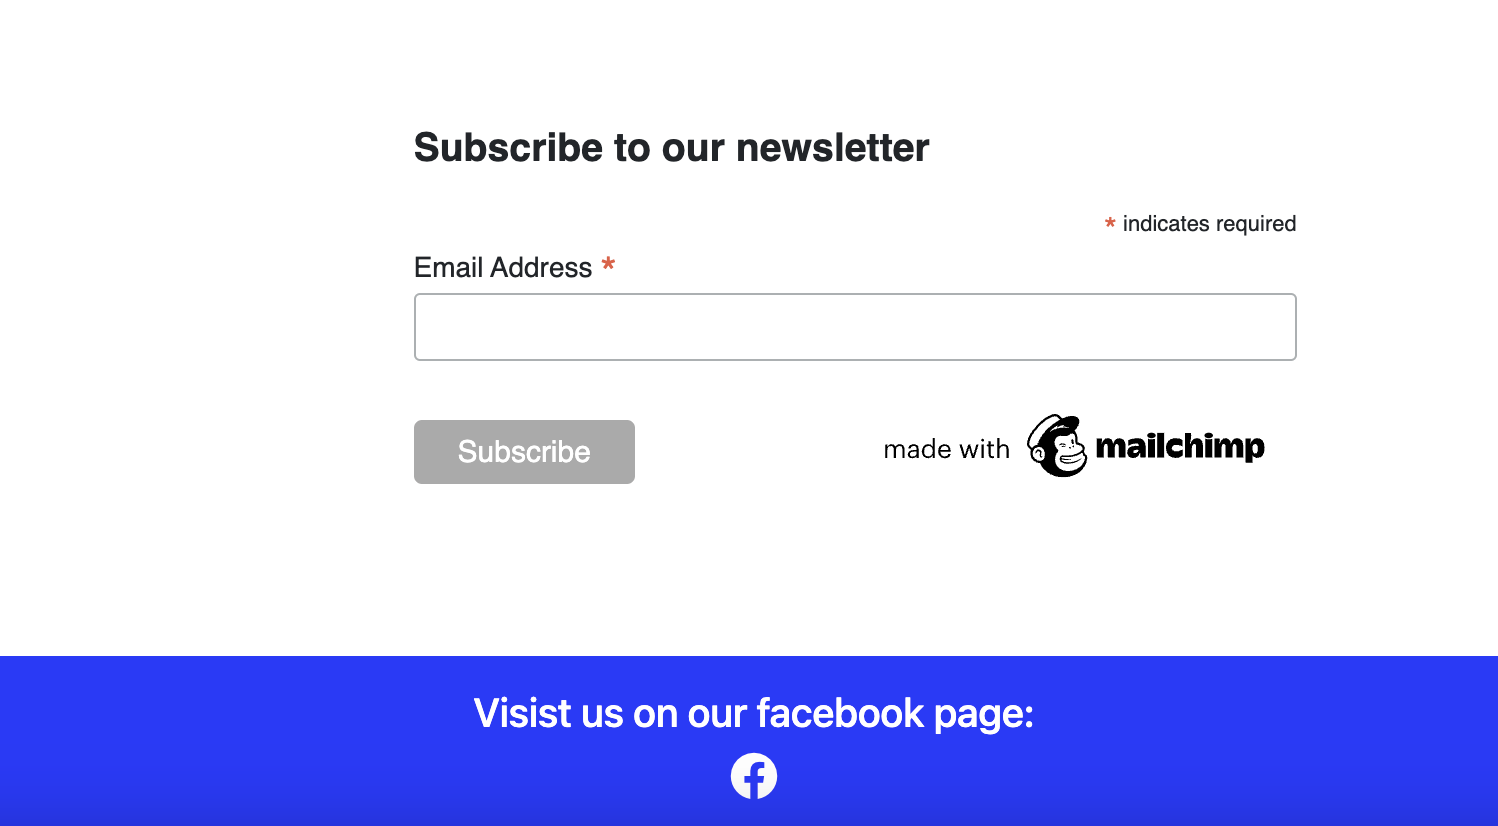 Subscribe to our newsletter
* indicates required
Email Address *
Subscribe
made with mailchimp
Visist us on our facebook page: